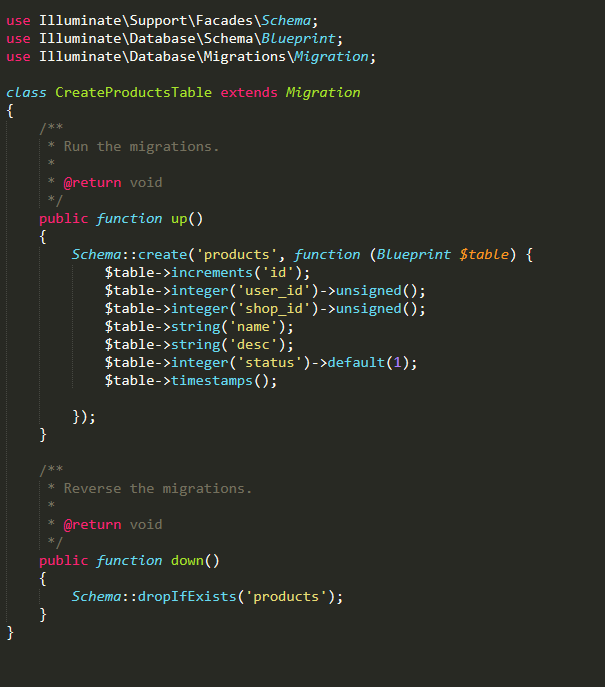 use Illuminate\Support\Facades\Schema;
use Illuminate\Database\Schema\Blueprint;
use Illuminate\Database\Migrations\Migration;

class CreateProductsTable extends Migration
{
    /**
     * Run the migrations.
     *
     * @return void
     */
    public function up()
    {
        Schema::create('products', function (Blueprint $table) {
            $table->increments('id');
            $table->integer('user_id')->unsigned();
            $table->integer('shop_id')->unsigned();
            $table->string('name');
            $table->string('desc');
            $table->integer('status')->default(1);
            $table->timestamps();

        });
    }

    /**
     * Reverse the migrations.
     *
     * @return void
     */
    public function down()
    {
        Schema::dropIfExists('products');
    }
}